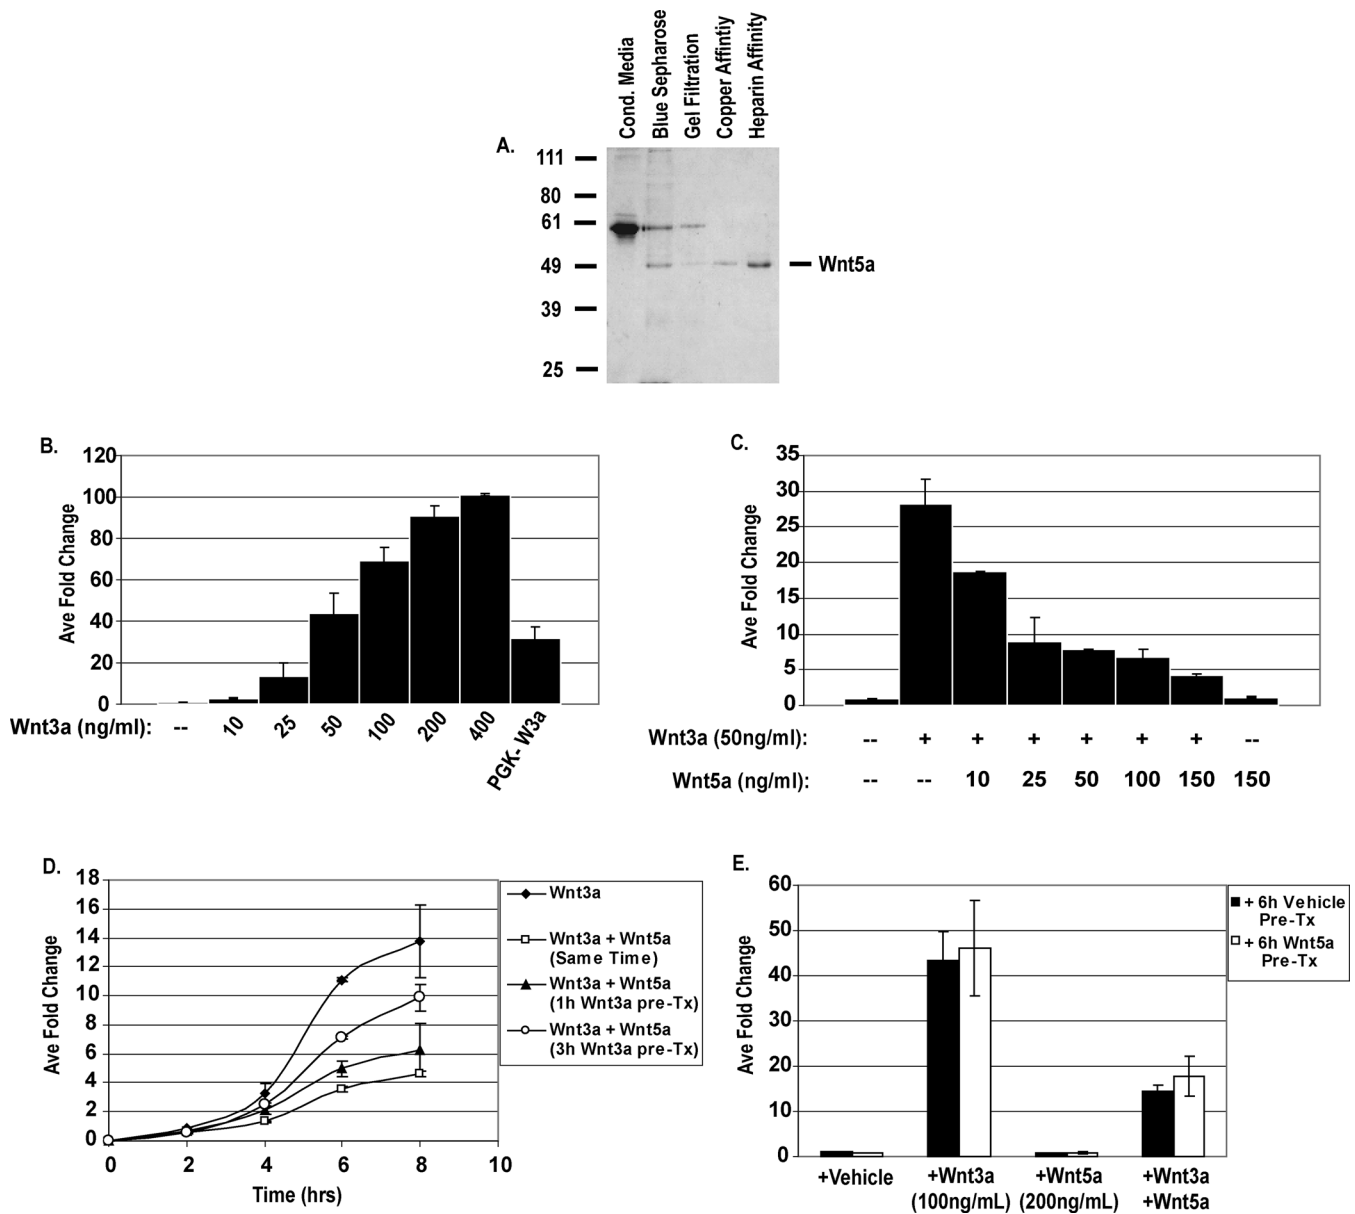 Cond. Media
Blue Sepharose
Gel Filtration
Copper Affintiy
Heparin Affinity
A.
111
80
61
49
39
25
Wnt5a
B.
Ave Fold Change
120
100
80
60
40
20
0
Wnt3a (ng/ml): -- 10 25 50 100 200 400 PGK- W3a
C.
Ave Fold Change
35
30
25
20
15
10
5
0
Wnt3a (50ng/ml): -- + + + + + + --
Wnt5a (ng/ml): -- -- 10 25 50 100 150 150
D.
Ave Fold Change
18
16
14
12
10
8
6
4
2
0
0 2 4 6 8 10
Time (hrs)
Wnt3a
Wnt3a + Wnt5a
(Same Time)
Wnt3a + Wnt5a
(1h Wnt3a pre-Tx)
Wnt3a + Wnt5a
(3h Wnt3a pre-Tx)
E.
Ave Fold Change
60
50
40
30
20
10
0
+Vehicle +Wnt3a +Wnt5a +Wnt3a
(100ng/mL) (200ng/mL) +Wnt5a
+ 6h Vehicle
Pre-Tx
+ 6h Wnt5a
Pre-Tx